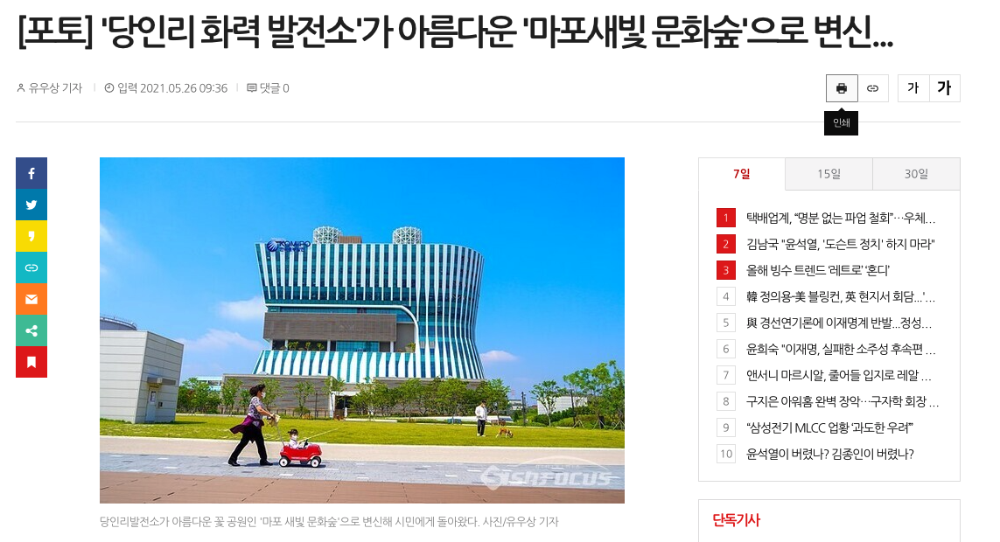 [포토] '당인리 화력 발전소'가 아름다운 '마포새빛 문화숲'으로 변신...
유우상 기자
입력 2021.05.26 09:36
댓글 0
가
가
인쇄
7일
15일
30일
KOMIPO
1 택배업계, “명분 없는 파업 철회”…우체…
2 김남국 "윤석열, '도슨트 정치' 하지 마라"
3 올해 빙수 트렌드 ‘레트로’ ‘혼디’
4 韓 정의용-美 블링컨, 英 현지서 회담...'…
5 與 경선연기론에 이재명계 반발...정성…
6 윤희숙 "이재명, 실패한 소주성 후속편 …
7 앤서니 마르시알, 줄어들 입지로 레알 …
8 구지은 아워홈 완벽 장악…구자학 회장 …
9 “삼성전기 MLCC 업황 ‘과도한 우려’”
10 윤석열이 버렸나? 김종인이 버렸나?
SISAFOCUS
당인리발전소가 아름다운 꽃 공원인 '마포 새빛 문화숲'으로 변신해 시민에게 돌아왔다. 사진/유우상 기자
단독기사